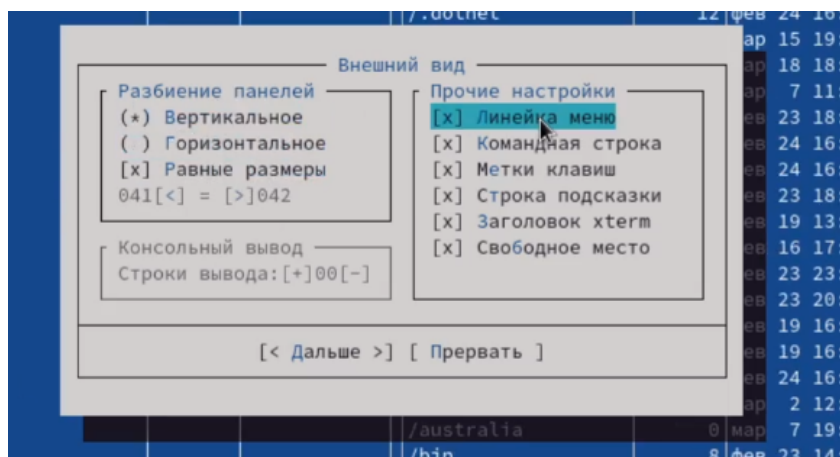 /.dotnet 12 фев 24 16:
ар 15 19:
Внешний вид
ар 18 18:
Разбиение панелей
Прочие настройки
ар 7 11:
(*) Вертикальное
[x] Линейка меню
ев 23 18:
( ) Горизонтальное
[x] Командная строка
ев 24 16:
[x] Равные размеры
[x] Метки клавиш
ев 24 16:
041[<] = [>]042
[x] Строка подсказки
ев 23 18:
[x] Заголовок xterm
ев 19 13:
Консольный вывод
[x] Свободное место
ев 16 17:
Строки вывода:[+]00[-]
ев 23 23:
ев 23 20:
ев 19 16:
[< Дальше >] [ Прервать ]
ев 19 16:
ев 24 16:
ар 2 12:
/australia 0 мар 7 19:
/bin 8 фев 23 14